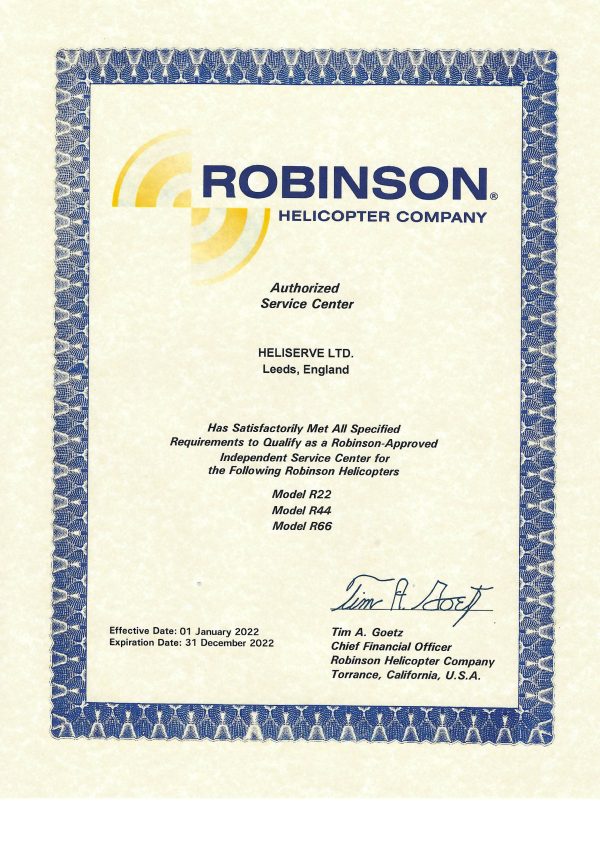 ROBINSON®
HELICOPTER COMPANY
Authorized
Service Center
HELISERVE LTD.
Leeds, England
Has Satisfactorily Met All Specified
Requirements to Qualify as a Robinson-Approved
Independent Service Center for
the Following Robinson Helicopters
Model R22
Model R44
Model R66
Tim A. Goetz
Effective Date: 01 January 2022
Expiration Date: 31 December 2022
Tim A. Goetz
Chief Financial Officer
Robinson Helicopter Company
Torrance, California, U.S.A.